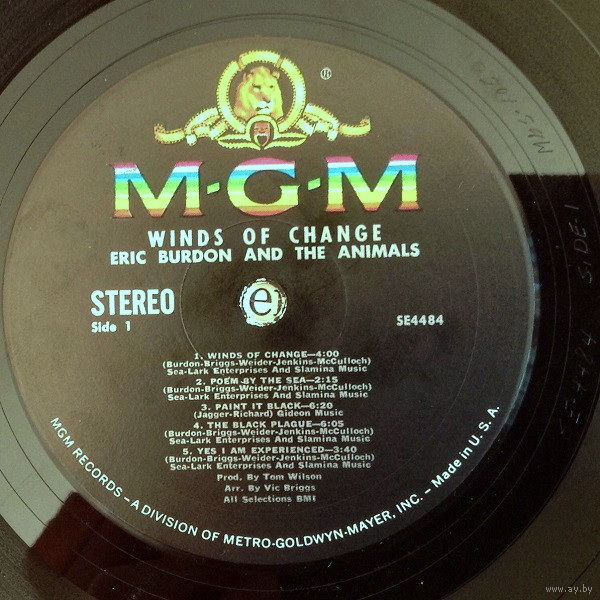 ®
M·G·M
WINDS OF CHANGE
ERIC BURDON AND THE ANIMALS
STEREO
Side 1
e
SE4484
1. WINDS OF CHANGE—4:00
(Burdon-Briggs-Weider-Jenkins-McCulloch)
Sea-Lark Enterprises And Slamina Music
2. POEM BY THE SEA—2:15
(Burdon-Briggs-Weider-Jenkins-McCulloch)
Sea-Lark Enterprises And Slamina Music
3. PAINT IT BLACK—6:20
(Jagger-Richard) Gideon Music
4. THE BLACK PLAGUE—6:05
(Burdon-Briggs-Weider-Jenkins-McCulloch)
Sea-Lark Enterprises And Slamina Music
5. YES I AM EXPERIENCED—3:40
(Burdon-Briggs-Weider-Jenkins-McCulloch)
Sea-Lark Enterprises And Slamina Music
Prod. By Tom Wilson
Arr. By Vic Briggs
All Selections BMI
MGM RECORDS – A DIVISION OF METRO-GOLDWYN-MAYER, INC. – Made in U.S.A.
SIDE-1
www.ay.by